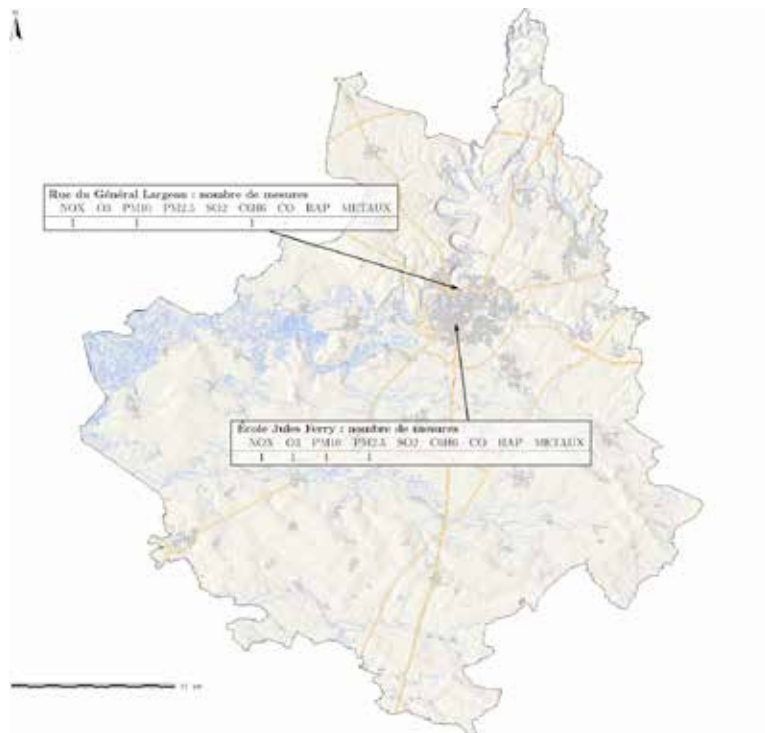 N
Rue du Général Largeau : nombre de mesures
NOX O3 PM10 PM2.5 SO2 C6H6 CO HAP METAUX
1 1 1
École Jules Ferry : nombre de mesures
NOX O3 PM10 PM2.5 SO2 C6H6 CO HAP METAUX
1 1 1 1
km